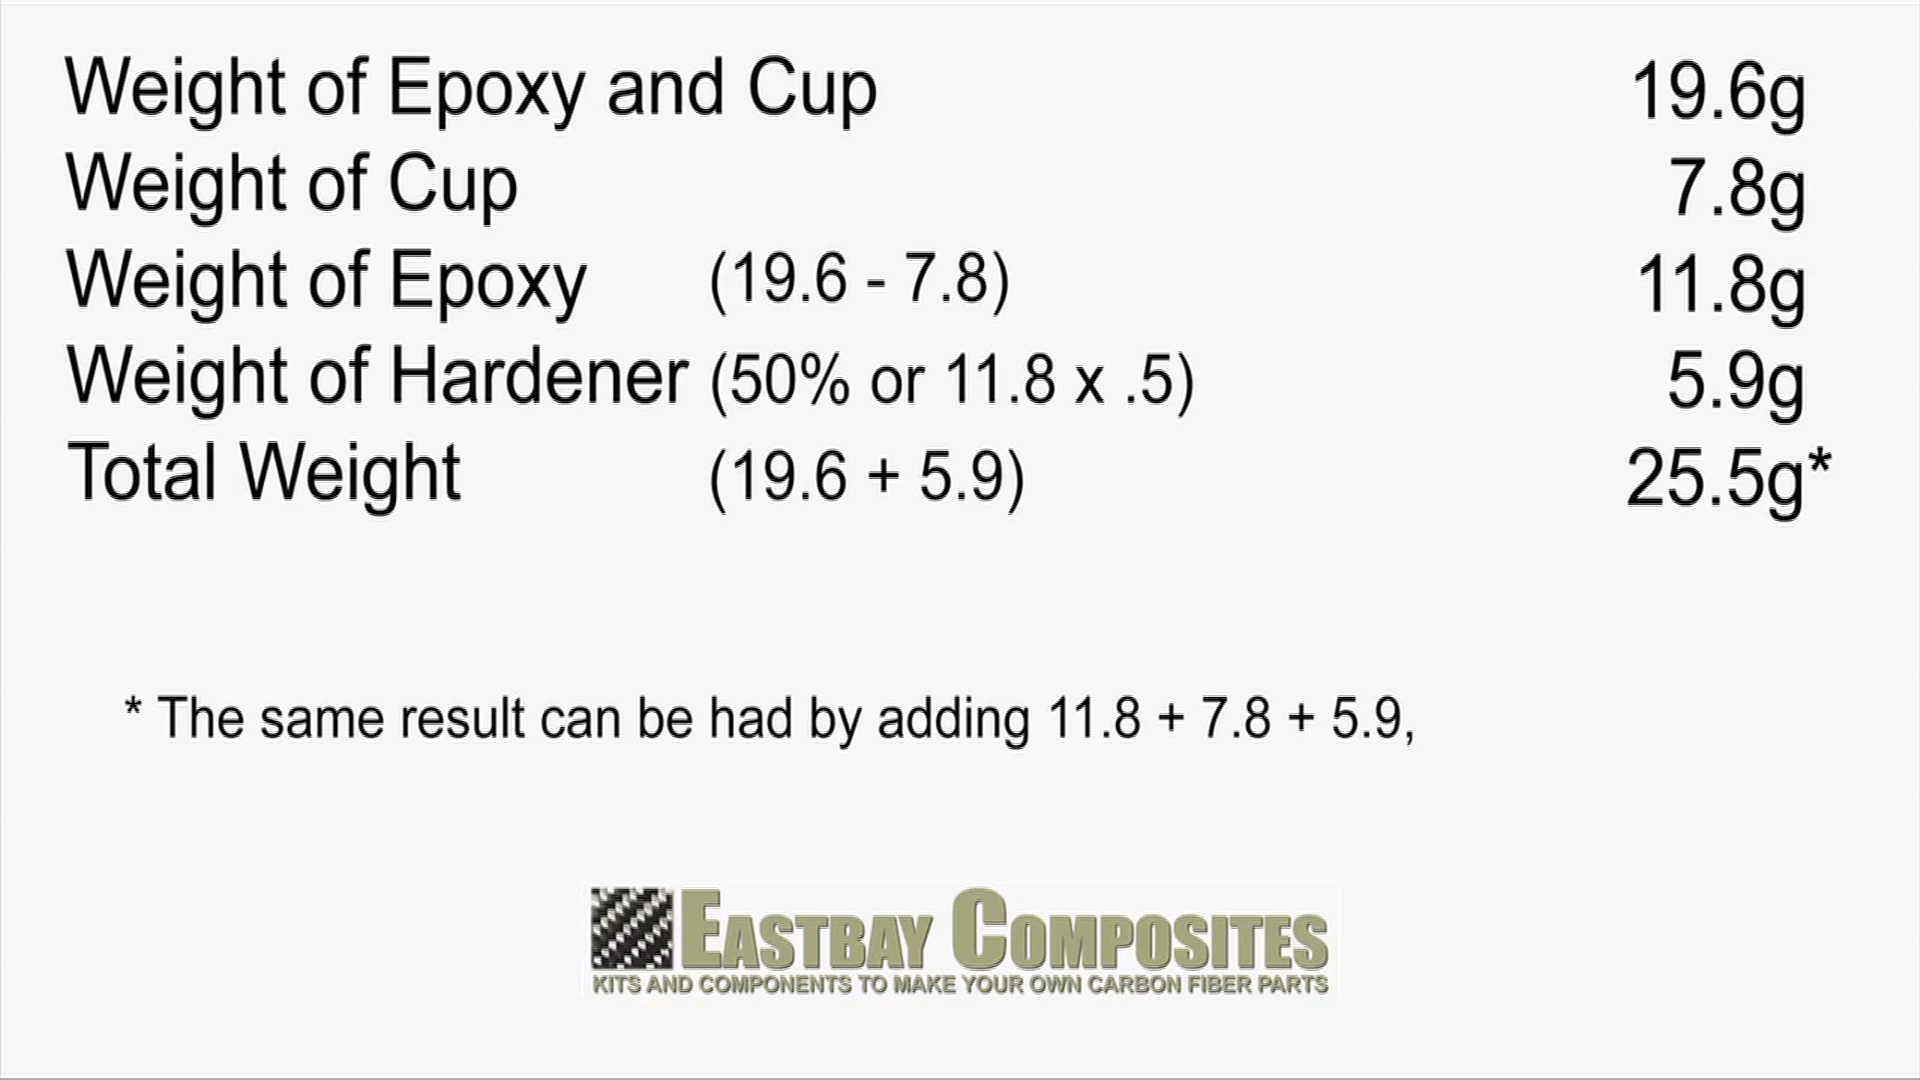 Weight of Epoxy and Cup 19.6g
Weight of Cup 7.8g
Weight of Epoxy (19.6 - 7.8) 11.8g
Weight of Hardener (50% or 11.8 x .5) 5.9g
Total Weight (19.6 + 5.9) 25.5g*
* The same result can be had by adding 11.8 + 7.8 + 5.9,
EASTBAY COMPOSITES
KITS AND COMPONENTS TO MAKE YOUR OWN CARBON FIBER PARTS